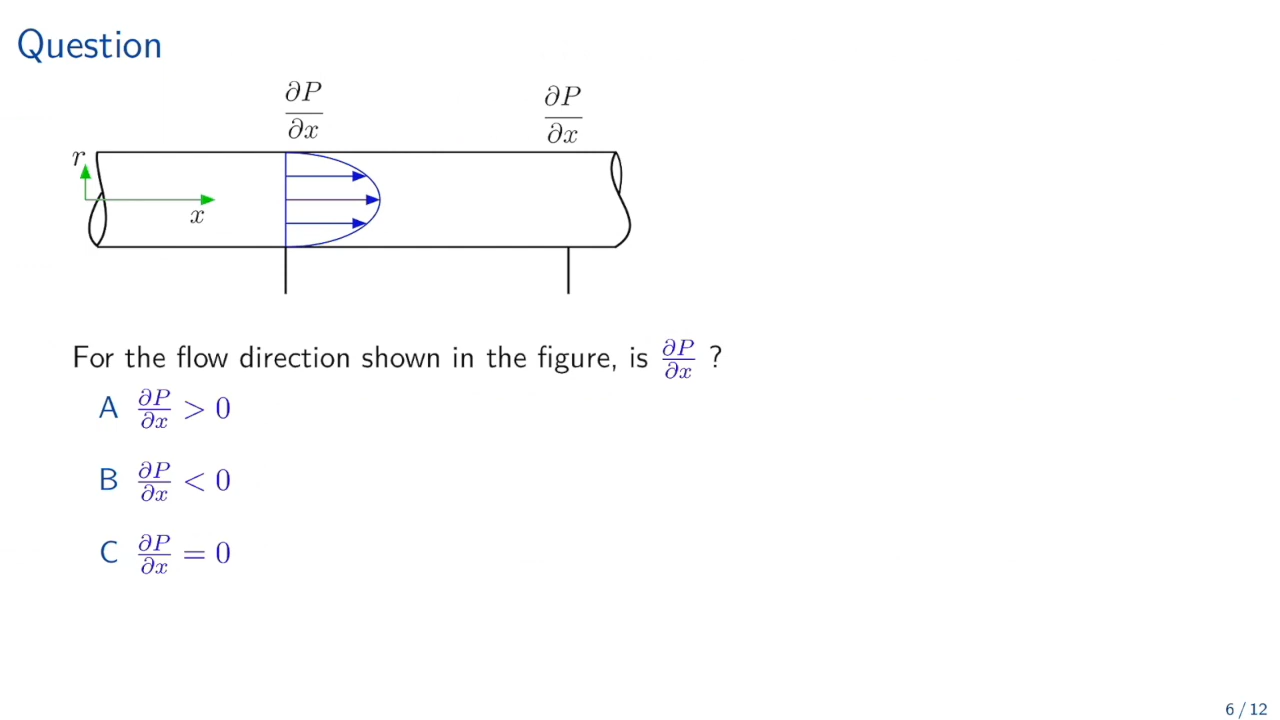 Question
∂P/∂x ∂P/∂x
r
x
For the flow direction shown in the figure, is ∂P/∂x ?
A ∂P/∂x > 0
B ∂P/∂x < 0
C ∂P/∂x = 0
6 / 12